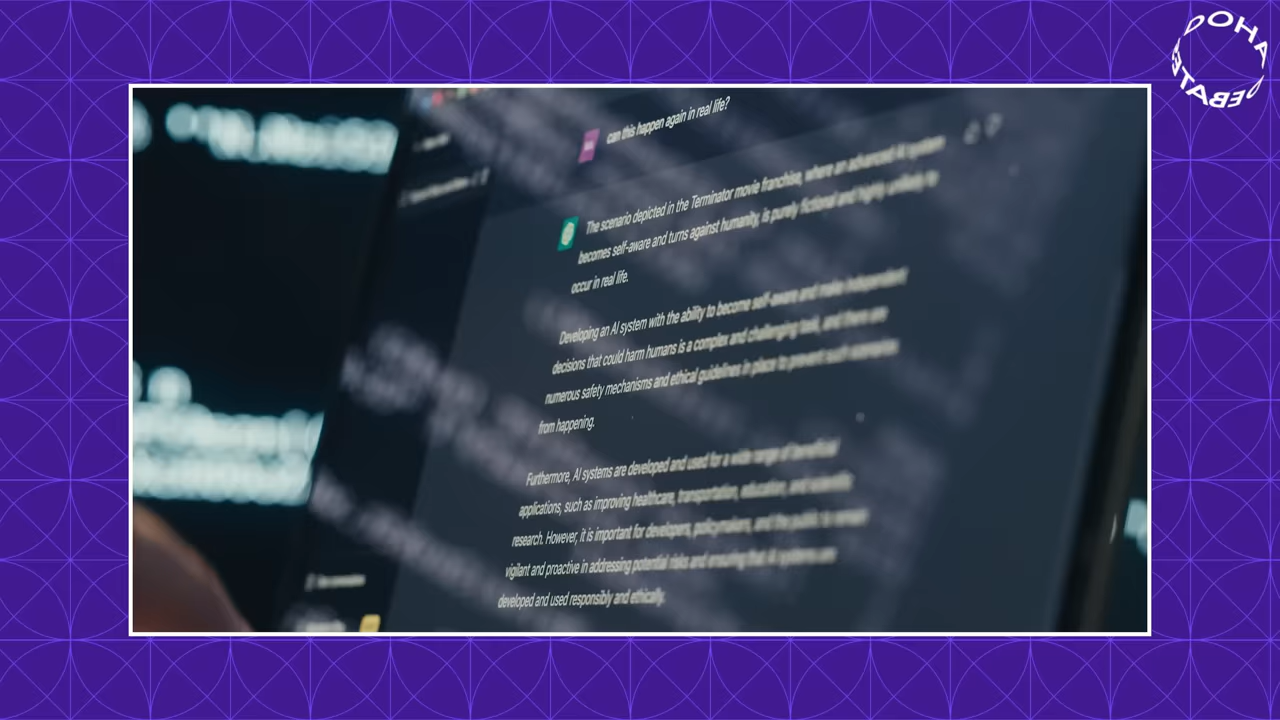 DOHA
DEBATE
can this happen again in real life?
The scenario depicted in the Terminator movie franchise, where an advanced AI system
becomes self-aware and turns against humanity, is purely fictional and highly unlikely to
occur in real life.
Developing an AI system with the ability to become self-aware and make independent
decisions that could harm humans is a complex and challenging task, and there are
numerous safety mechanisms and ethical guidelines in place to prevent such scenarios
from happening.
Furthermore, AI systems are developed and used for a wide range of beneficial
applications, such as improving healthcare, transportation, education, and scientific
research. However, it is important for developers, policymakers, and the public to remain
vigilant and proactive in addressing potential risks and ensuring that AI systems are
developed and used responsibly and ethically.